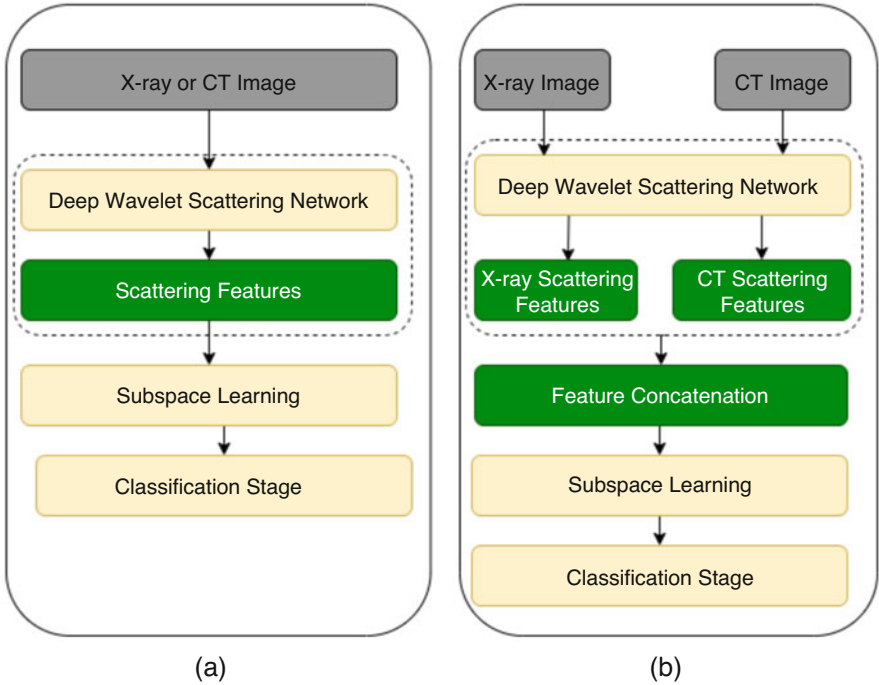 X-ray or CT Image
Deep Wavelet Scattering Network
Scattering Features
Subspace Learning
Classification Stage
(a)
X-ray Image
CT Image
Deep Wavelet Scattering Network
X-ray Scattering
Features
CT Scattering
Features
Feature Concatenation
Subspace Learning
Classification Stage
(b)